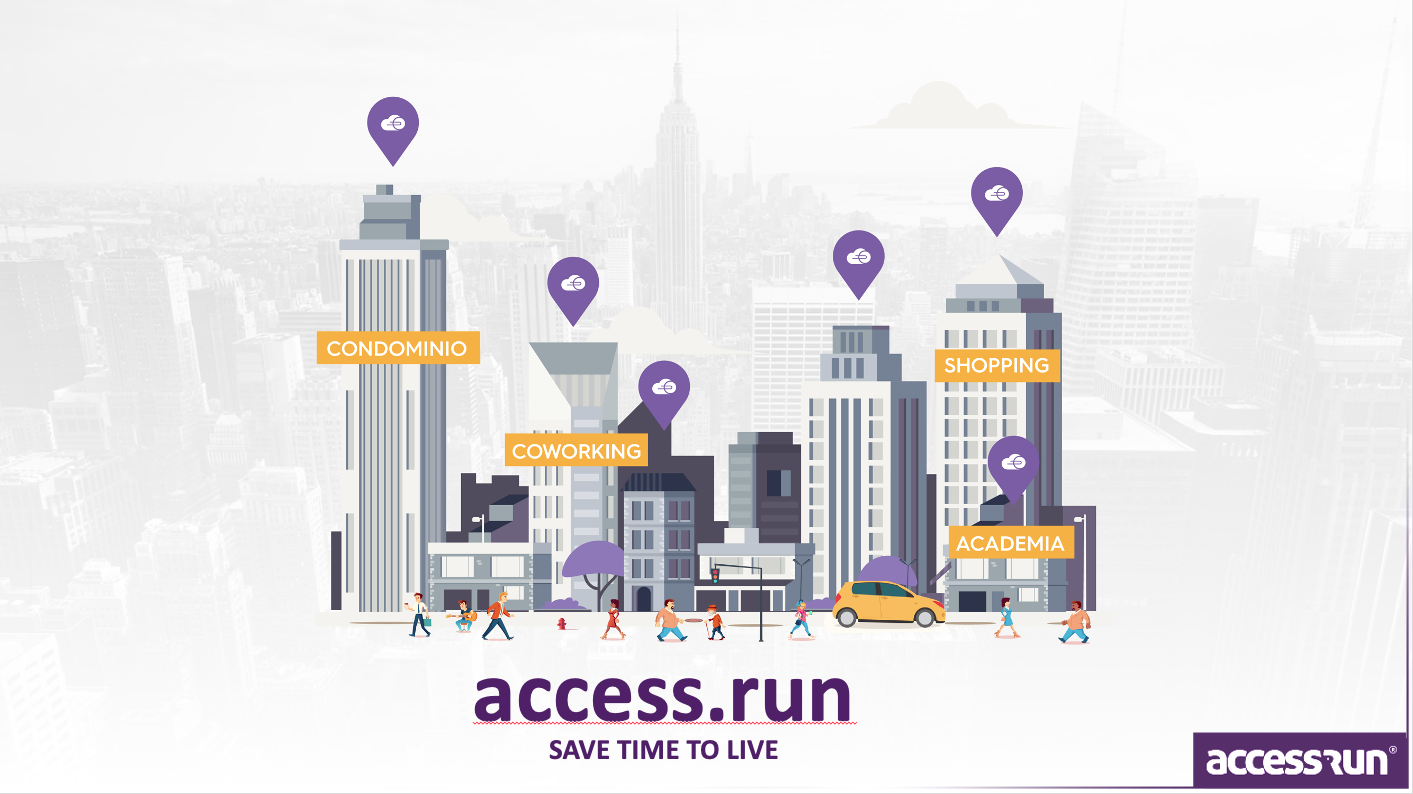 CONDOMINIO
COWORKING
SHOPPING
ACADEMIA
access.run
SAVE TIME TO LIVE
accessrun®